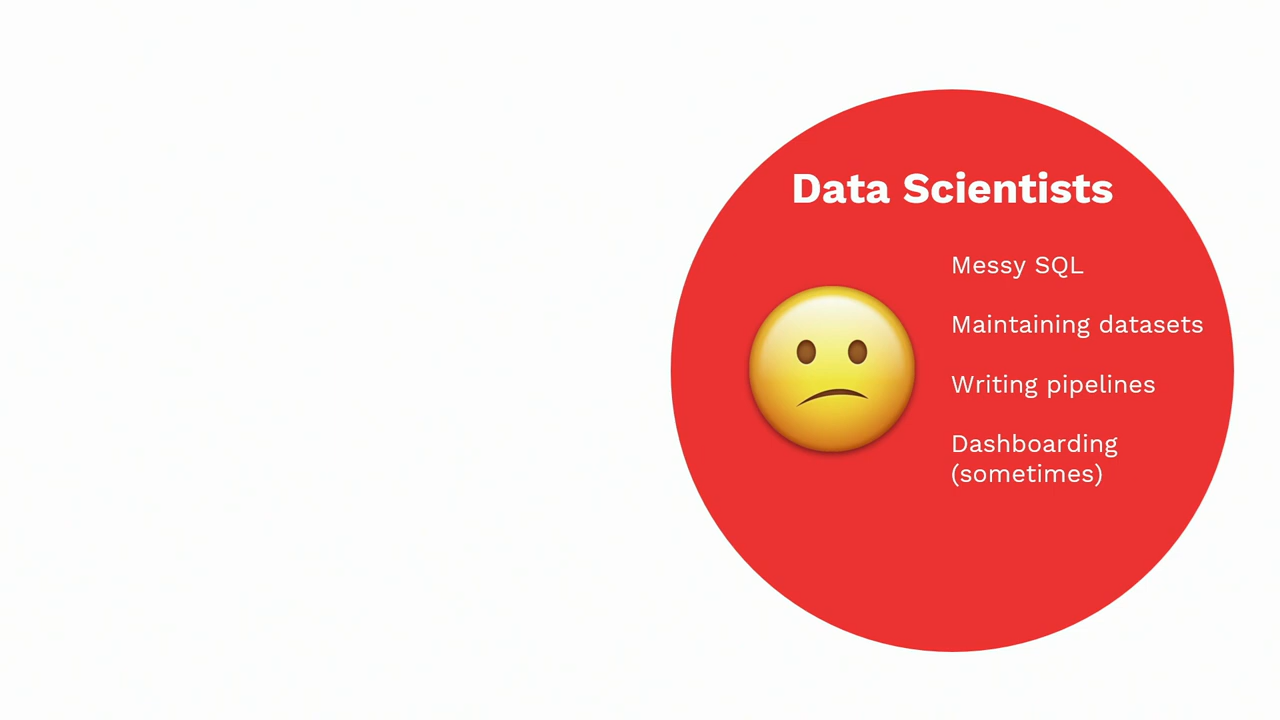 Data Scientists
Messy SQL
Maintaining datasets
Writing pipelines
Dashboarding
(sometimes)